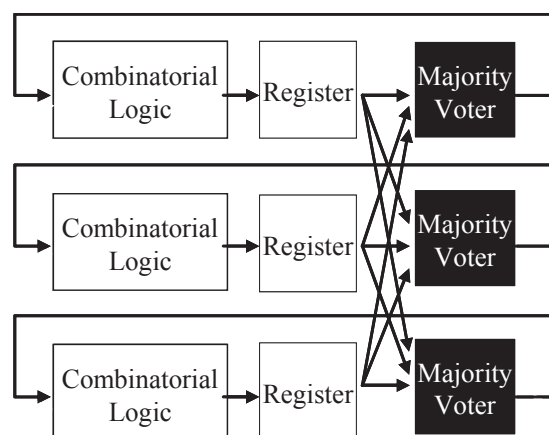 Combinatorial
Logic
Register
Majority
Voter
Combinatorial
Logic
Register
Majority
Voter
Combinatorial
Logic
Register
Majority
Voter